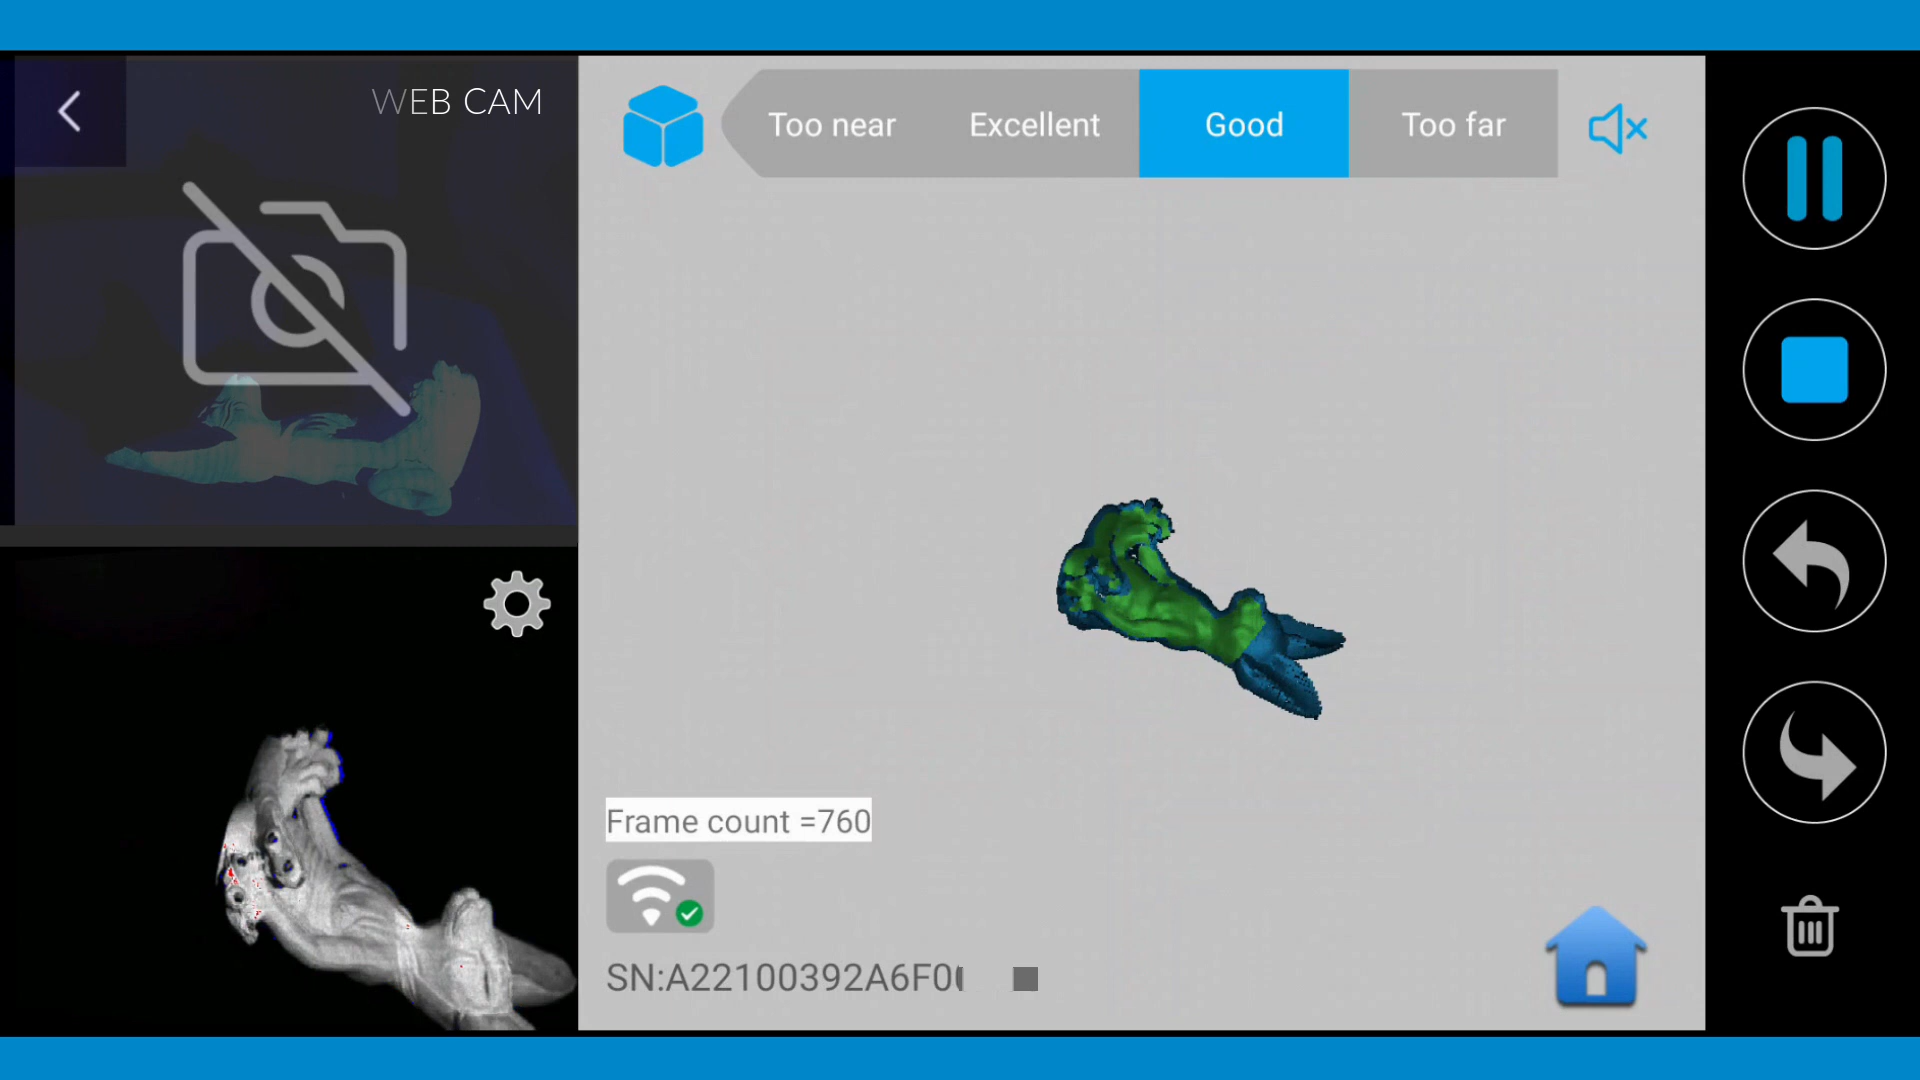 WEB CAM
Too near
Excellent
Good
Too far
Frame count =760
SN:A22100392A6F0